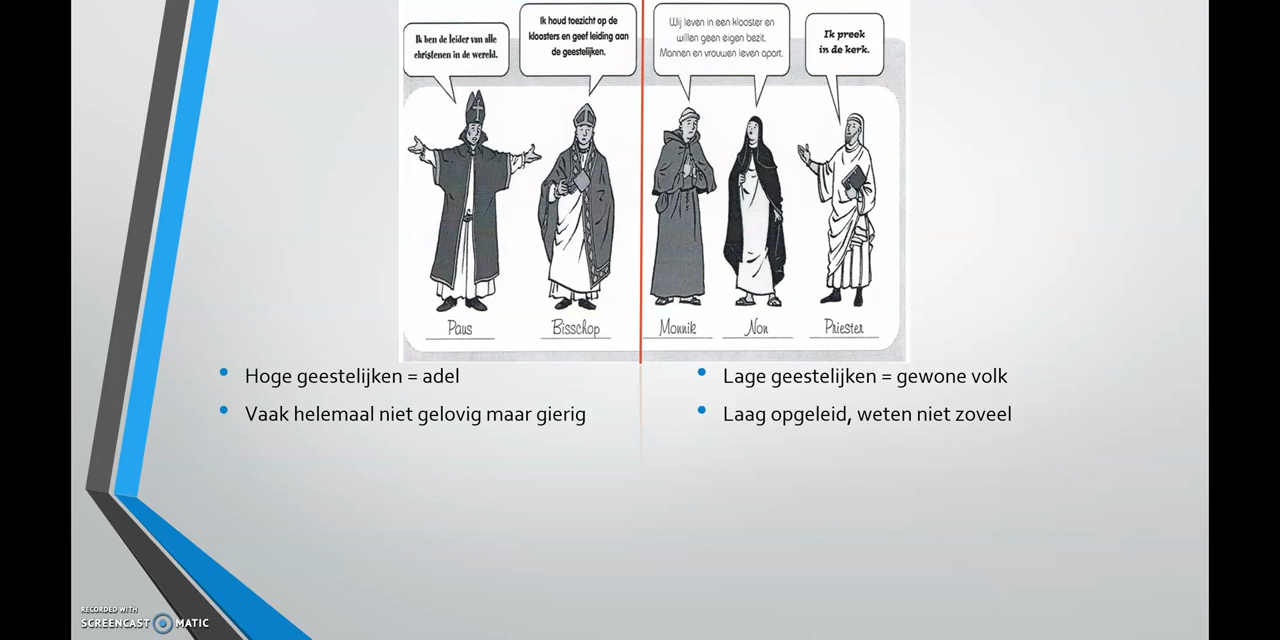 Ik ben de leider van alle
christenen in de wereld.
Ik houd toezicht op de
kloosters en geef leiding aan
de geestelijken.
Wij leven in een klooster en
willen geen eigen bezit.
Mannen en vrouwen leven apart.
Ik preek
in de kerk.
Paus
Bisschop
Monnik
Non
Priester
• Hoge geestelijken = adel
• Vaak helemaal niet gelovig maar gierig
• Lage geestelijken = gewone volk
• Laag opgeleid, weten niet zoveel
RECORDED WITH
SCREENCAST MATIC